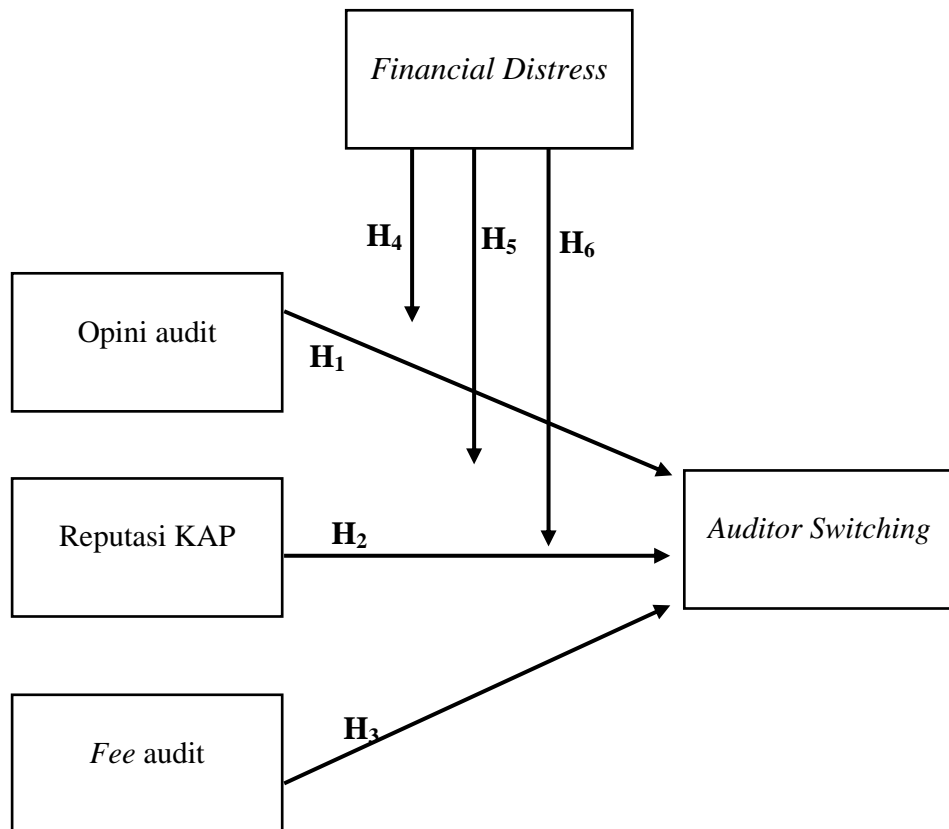 Financial Distress
H4
H5
H6
Opini audit
H1
Reputasi KAP
H2
Auditor Switching
H3
Fee audit